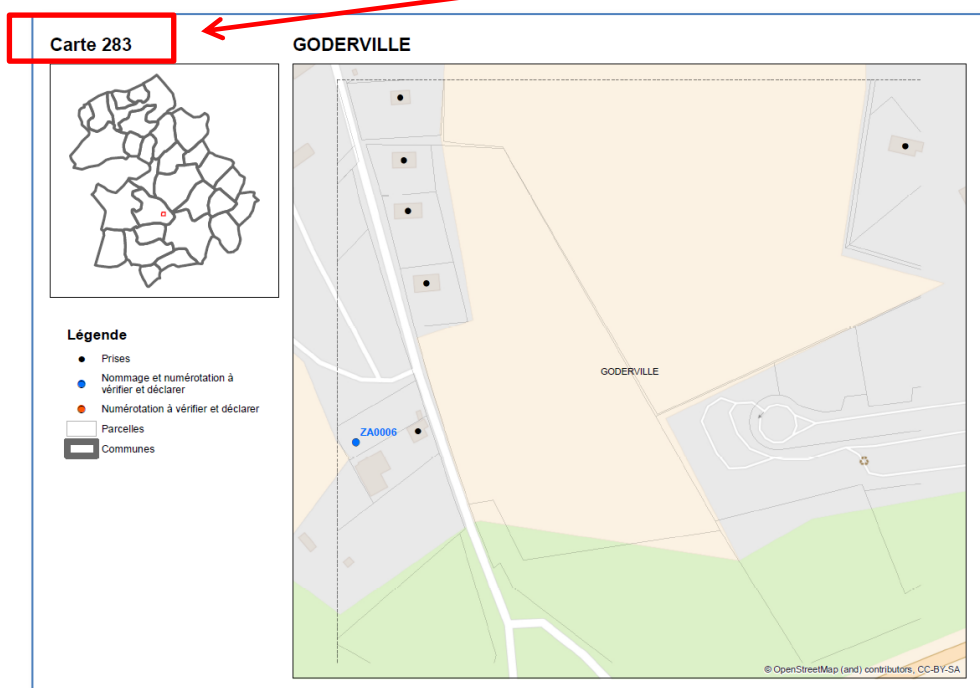 Carte 283
GODERVILLE
Légende
Prises
Nommage et numérotation à
vérifier et déclarer
Numérotation à vérifier et déclarer
Parcelles
Communes
GODERVILLE
ZA0006
© OpenStreetMap (and) contributors, CC-BY-SA